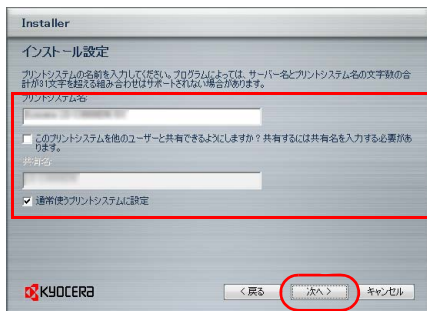 Installer
インストール設定
プリントシステムの名前を入力してください。プログラムによっては、サーバー名とプリントシステム名の文字数の合
計が31文字を超える組み合わせはサポートされない場合があります。
プリントシステム名:
このプリントシステムを他のユーザーと共有できるようにしますか？共有するには共有名を入力する必要があ
ります。
共有名:
通常使うプリントシステムに設定
KYOCERA
< 戻る 次へ > キャンセル